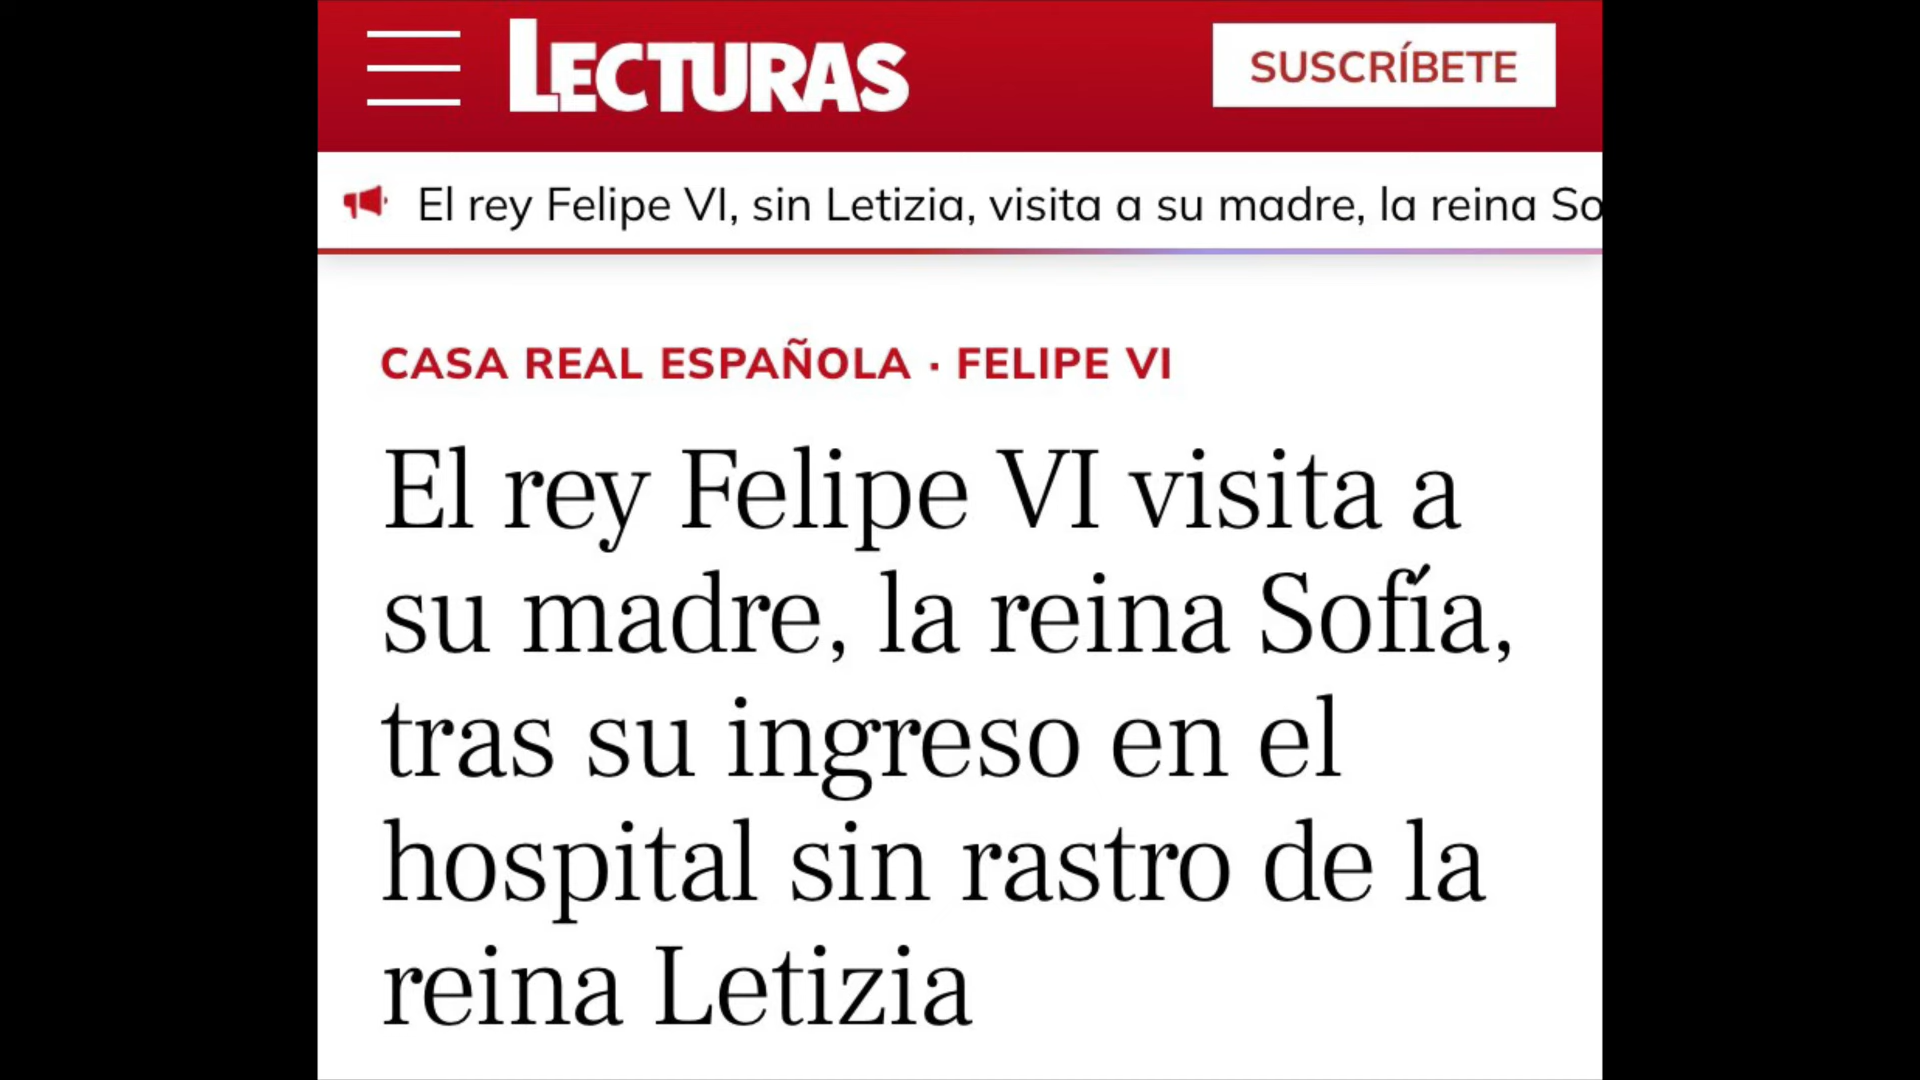 LECTURAS
SUSCRÍBETE
El rey Felipe VI, sin Letizia, visita a su madre, la reina So
CASA REAL ESPAÑOLA · FELIPE VI
El rey Felipe VI visita a
su madre, la reina Sofía,
tras su ingreso en el
hospital sin rastro de la
reina Letizia